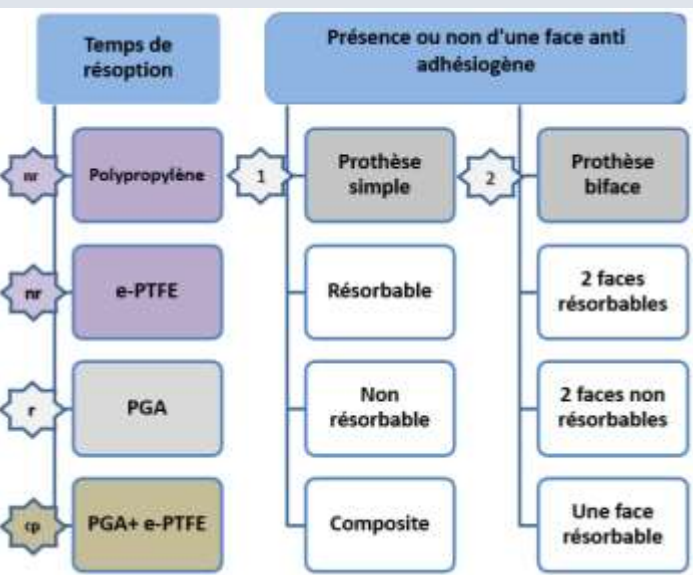 Temps de
résoption
Présence ou non d'une face anti
adhésiogène
nr
Polypropylène
1
Prothèse
simple
2
Prothèse
biface
nr
e-PTFE
Résorbable
2 faces
résorbables
r
PGA
Non
résorbable
2 faces non
résorbables
cp
PGA+ e-PTFE
Composite
Une face
résorbable